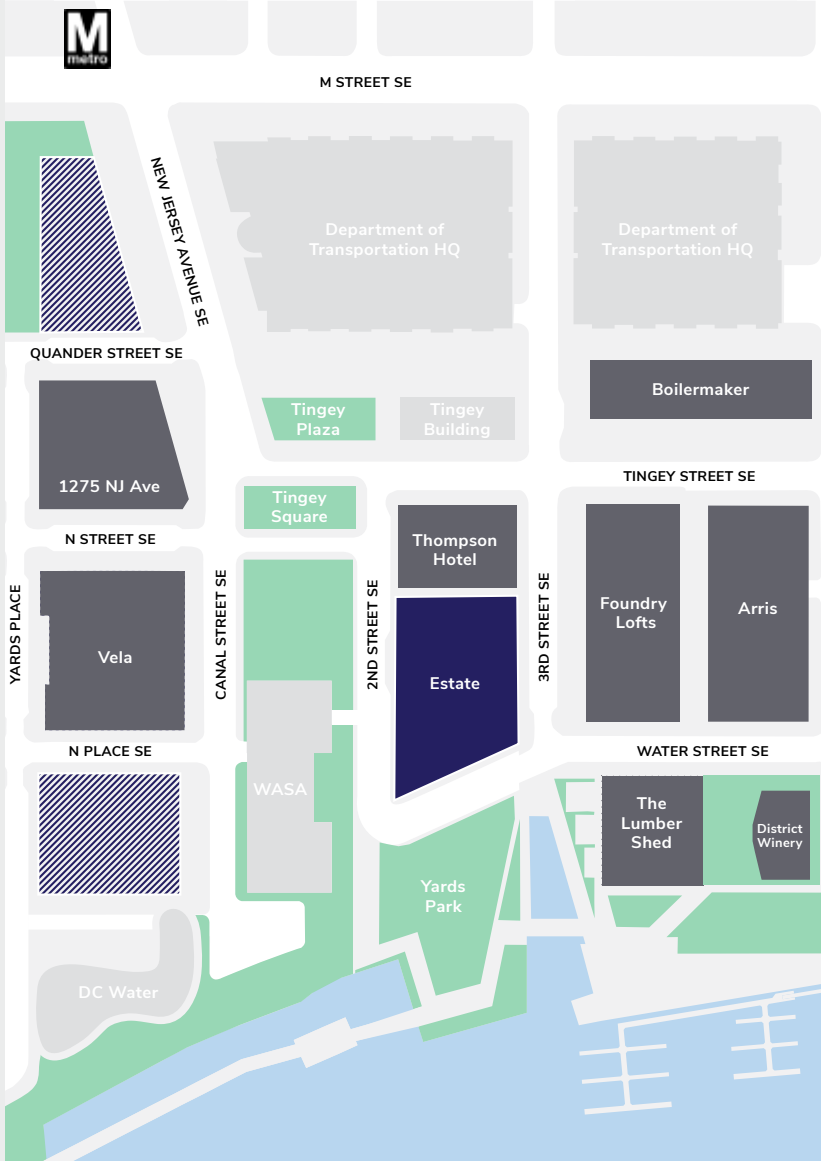 M
metro
M STREET SE
NEW JERSEY AVENUE SE
Department of
Transportation HQ
Department of
Transportation HQ
QUANDER STREET SE
Boilermaker
Tingey
Plaza
Tingey
Building
1275 NJ Ave
TINGEY STREET SE
Tingey
Square
N STREET SE
Thompson
Hotel
YARDS PLACE
CANAL STREET SE
2ND STREET SE
3RD STREET SE
Foundry
Lofts
Arris
Vela
Estate
N PLACE SE
WATER STREET SE
WASA
The
Lumber
Shed
District
Winery
Yards
Park
DC Water